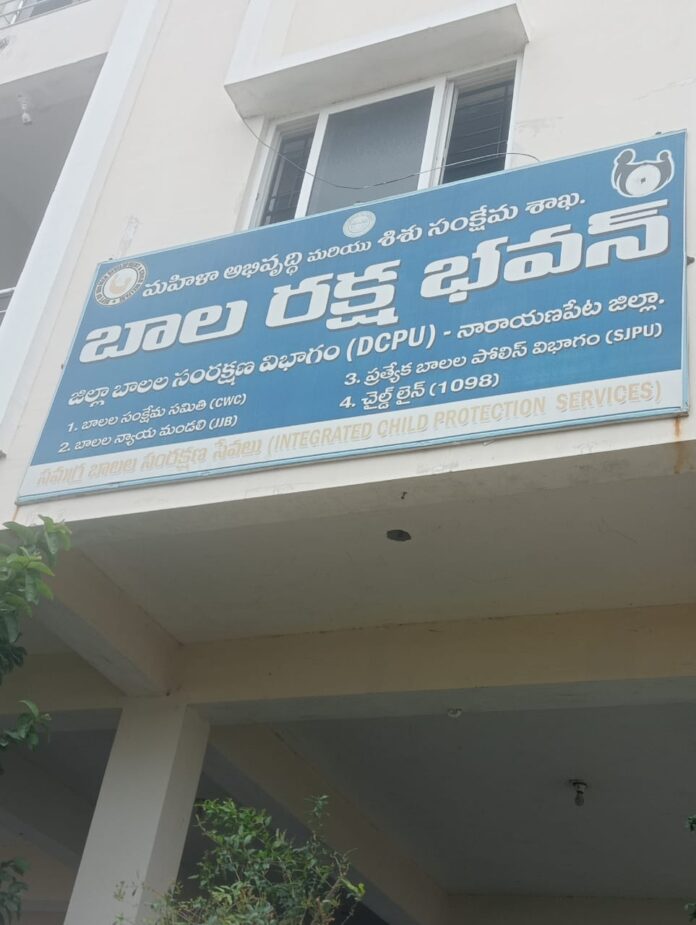 మహిళా అభివృద్ధి మరియు శిశు సంక్షేమ శాఖ.
బాల రక్ష భవన్
జిల్లా బాలల సంరక్షణ విభాగం (DCPU) - నారాయణపేట జిల్లా.
1. బాలల సంక్షేమ సమితి (CWC)
2. బాలల న్యాయ మండలి (JJB)
3. ప్రత్యేక బాలల పోలిస్ విభాగం (SJPU)
4. చైల్డ్ లైన్ (1098)
సమగ్ర బాలల సంరక్షణ సేవలు (INTEGRATED CHILD PROTECTION SERVICES)